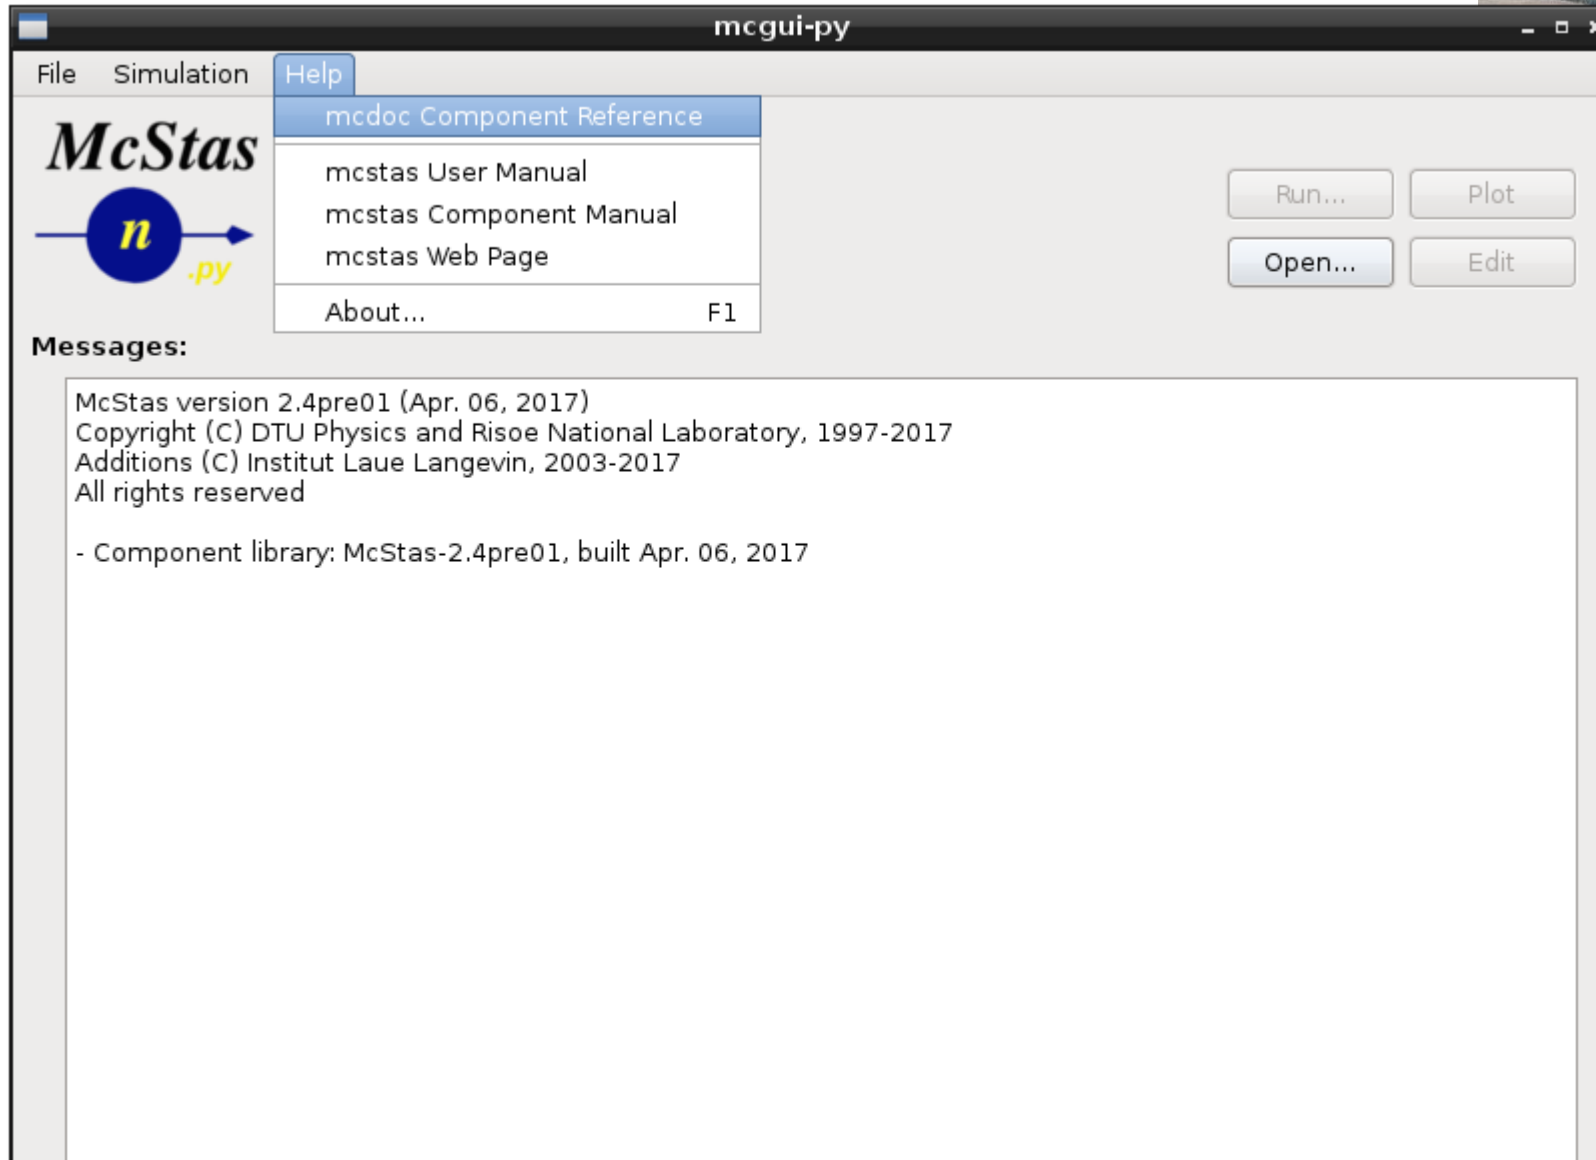 mcgui-py
File Simulation Help
mcdoc Component Reference
mcstas User Manual
mcstas Component Manual
mcstas Web Page
About... F1
McStas
n
.py
Run... Plot
Open... Edit
Messages:
McStas version 2.4pre01 (Apr. 06, 2017)
Copyright (C) DTU Physics and Risoe National Laboratory, 1997-2017
Additions (C) Institut Laue Langevin, 2003-2017
All rights reserved
- Component library: McStas-2.4pre01, built Apr. 06, 2017